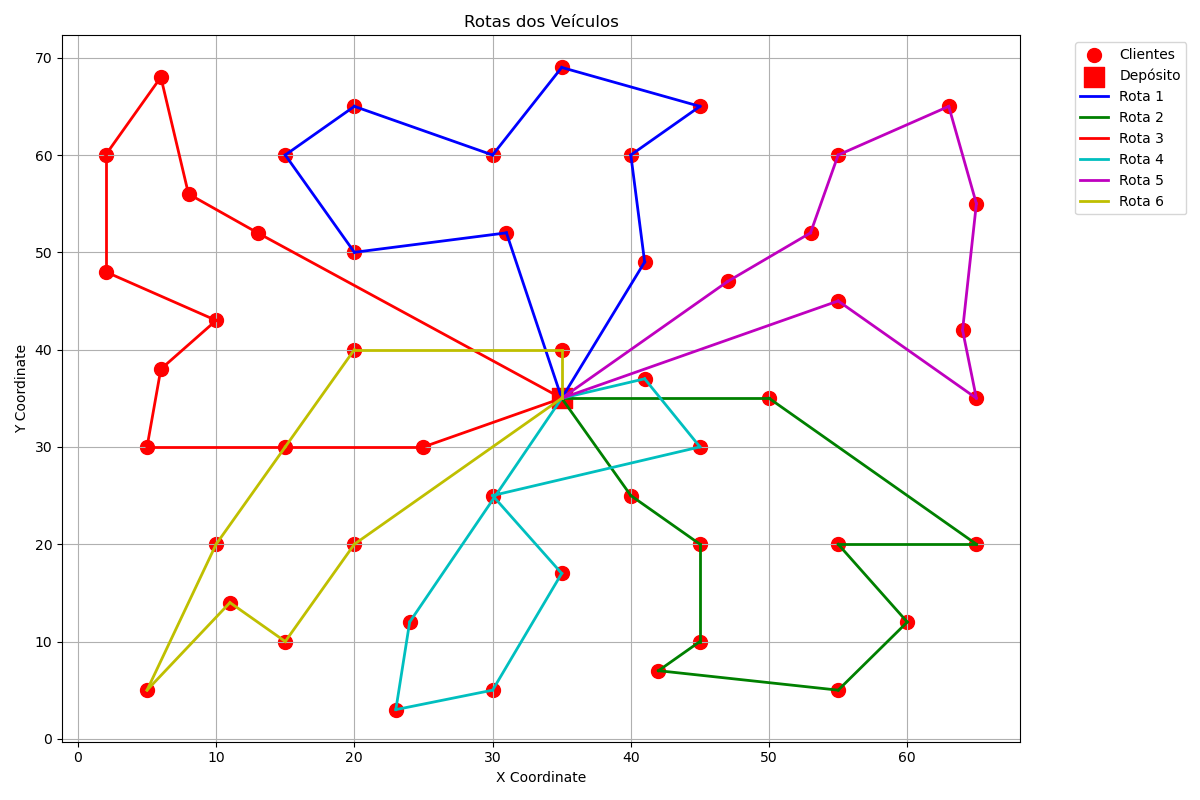 Rotas dos Veículos
Clientes
Depósito
Rota 1
Rota 2
Rota 3
Rota 4
Rota 5
Rota 6
Y Coordinate
70
60
50
40
30
20
10
0
0 10 20 30 40 50 60
X Coordinate